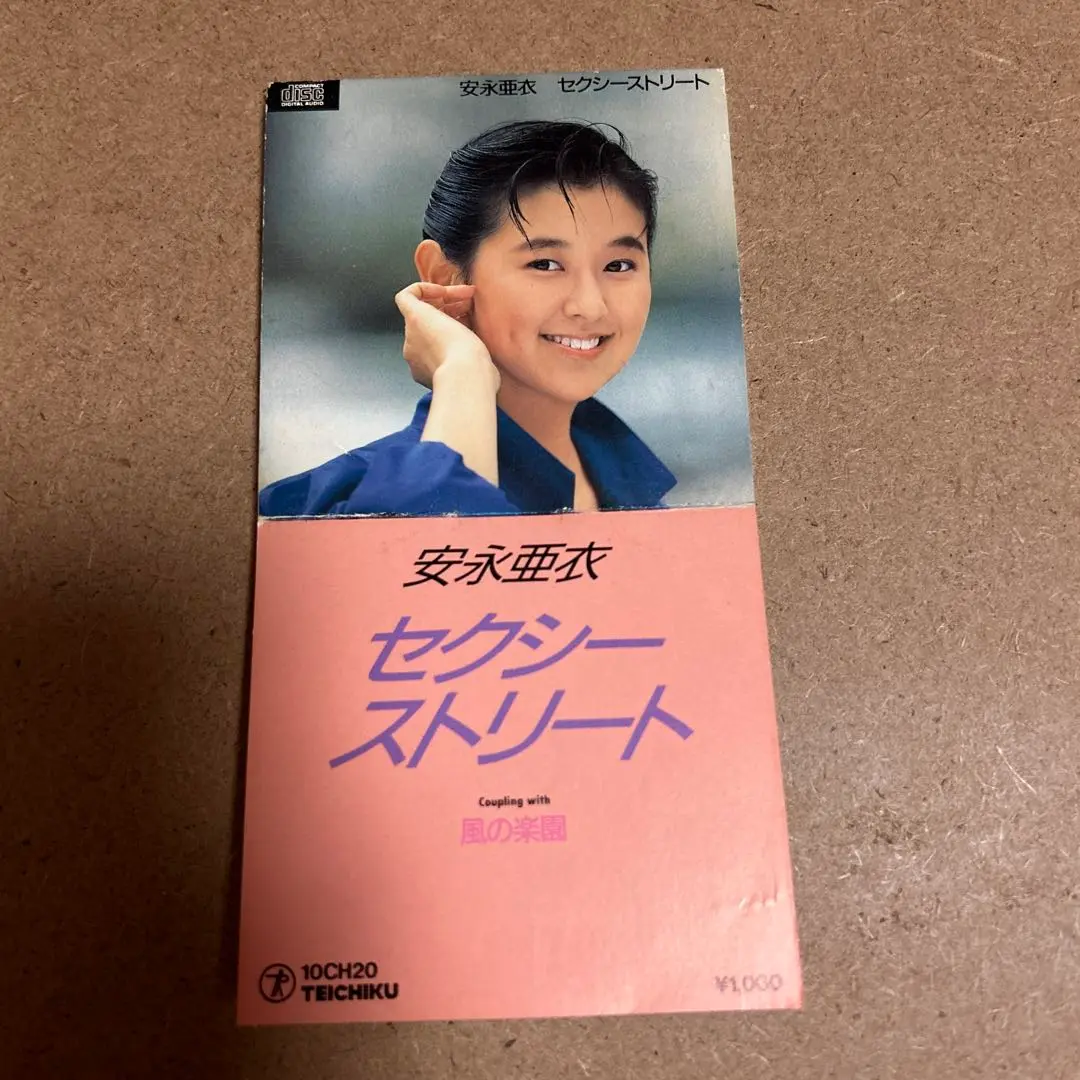 COMPACT
disc
DIGITAL AUDIO
安永亜衣　セクシーストリート
安永亜衣
セクシー
ストリート
Coupling with
風の楽園
10CH20
TEICHIKU
¥1,000